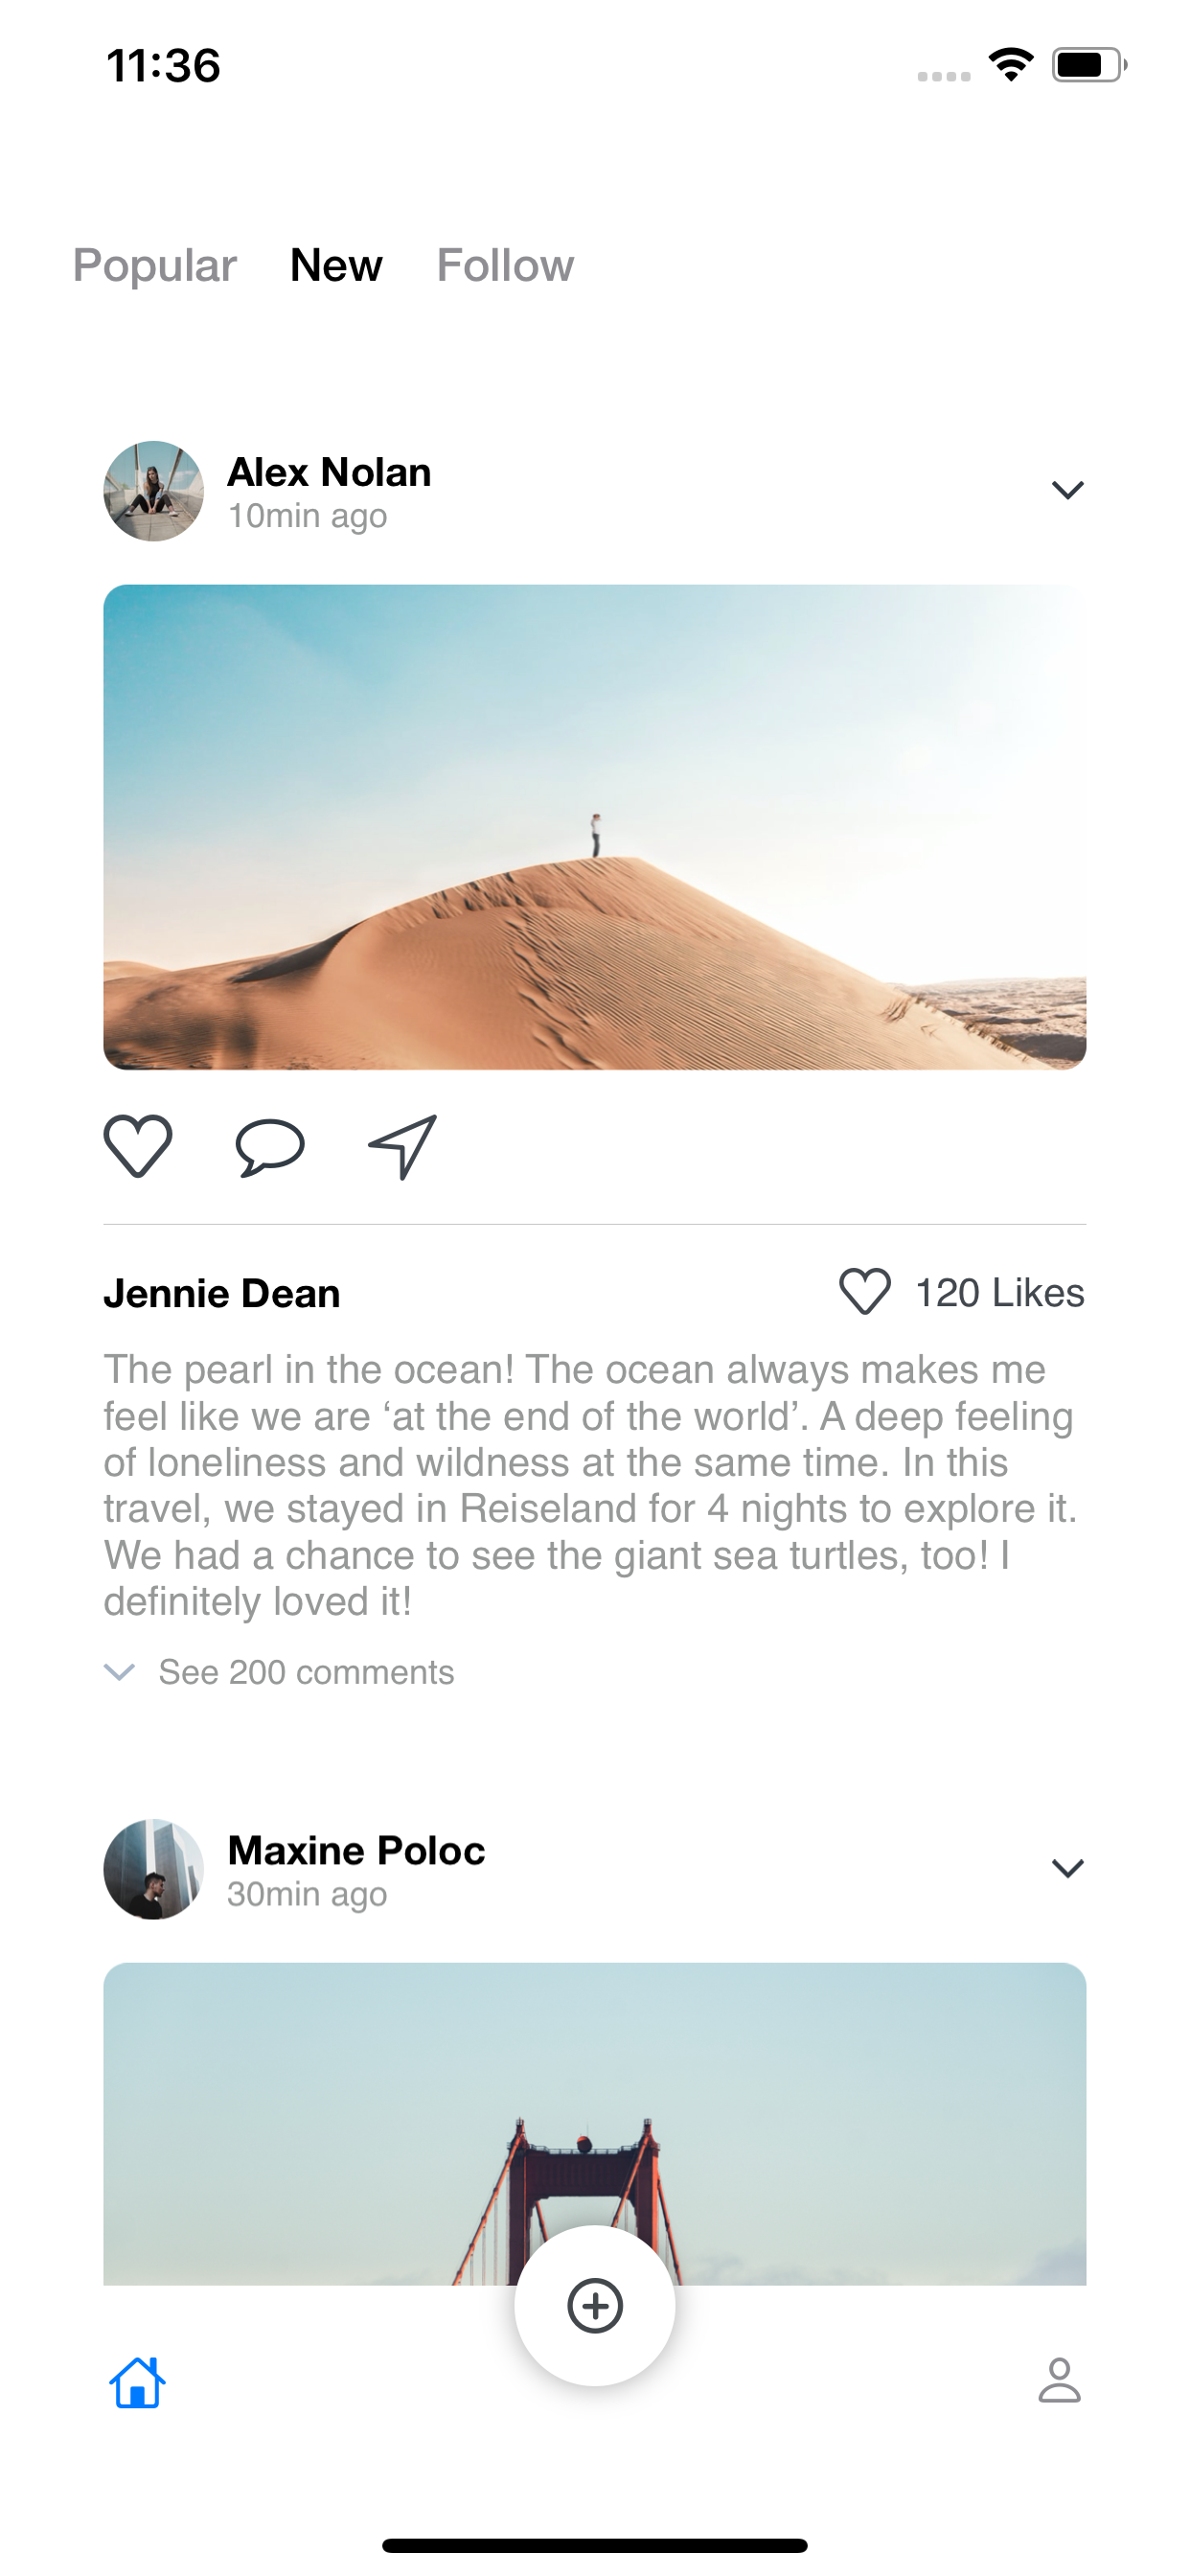 11:36
Popular New Follow
Alex Nolan
10min ago
Jennie Dean
120 Likes
The pearl in the ocean! The ocean always makes me
feel like we are ‘at the end of the world’. A deep feeling
of loneliness and wildness at the same time. In this
travel, we stayed in Reiseland for 4 nights to explore it.
We had a chance to see the giant sea turtles, too! I
definitely loved it!
See 200 comments
Maxine Poloc
30min ago